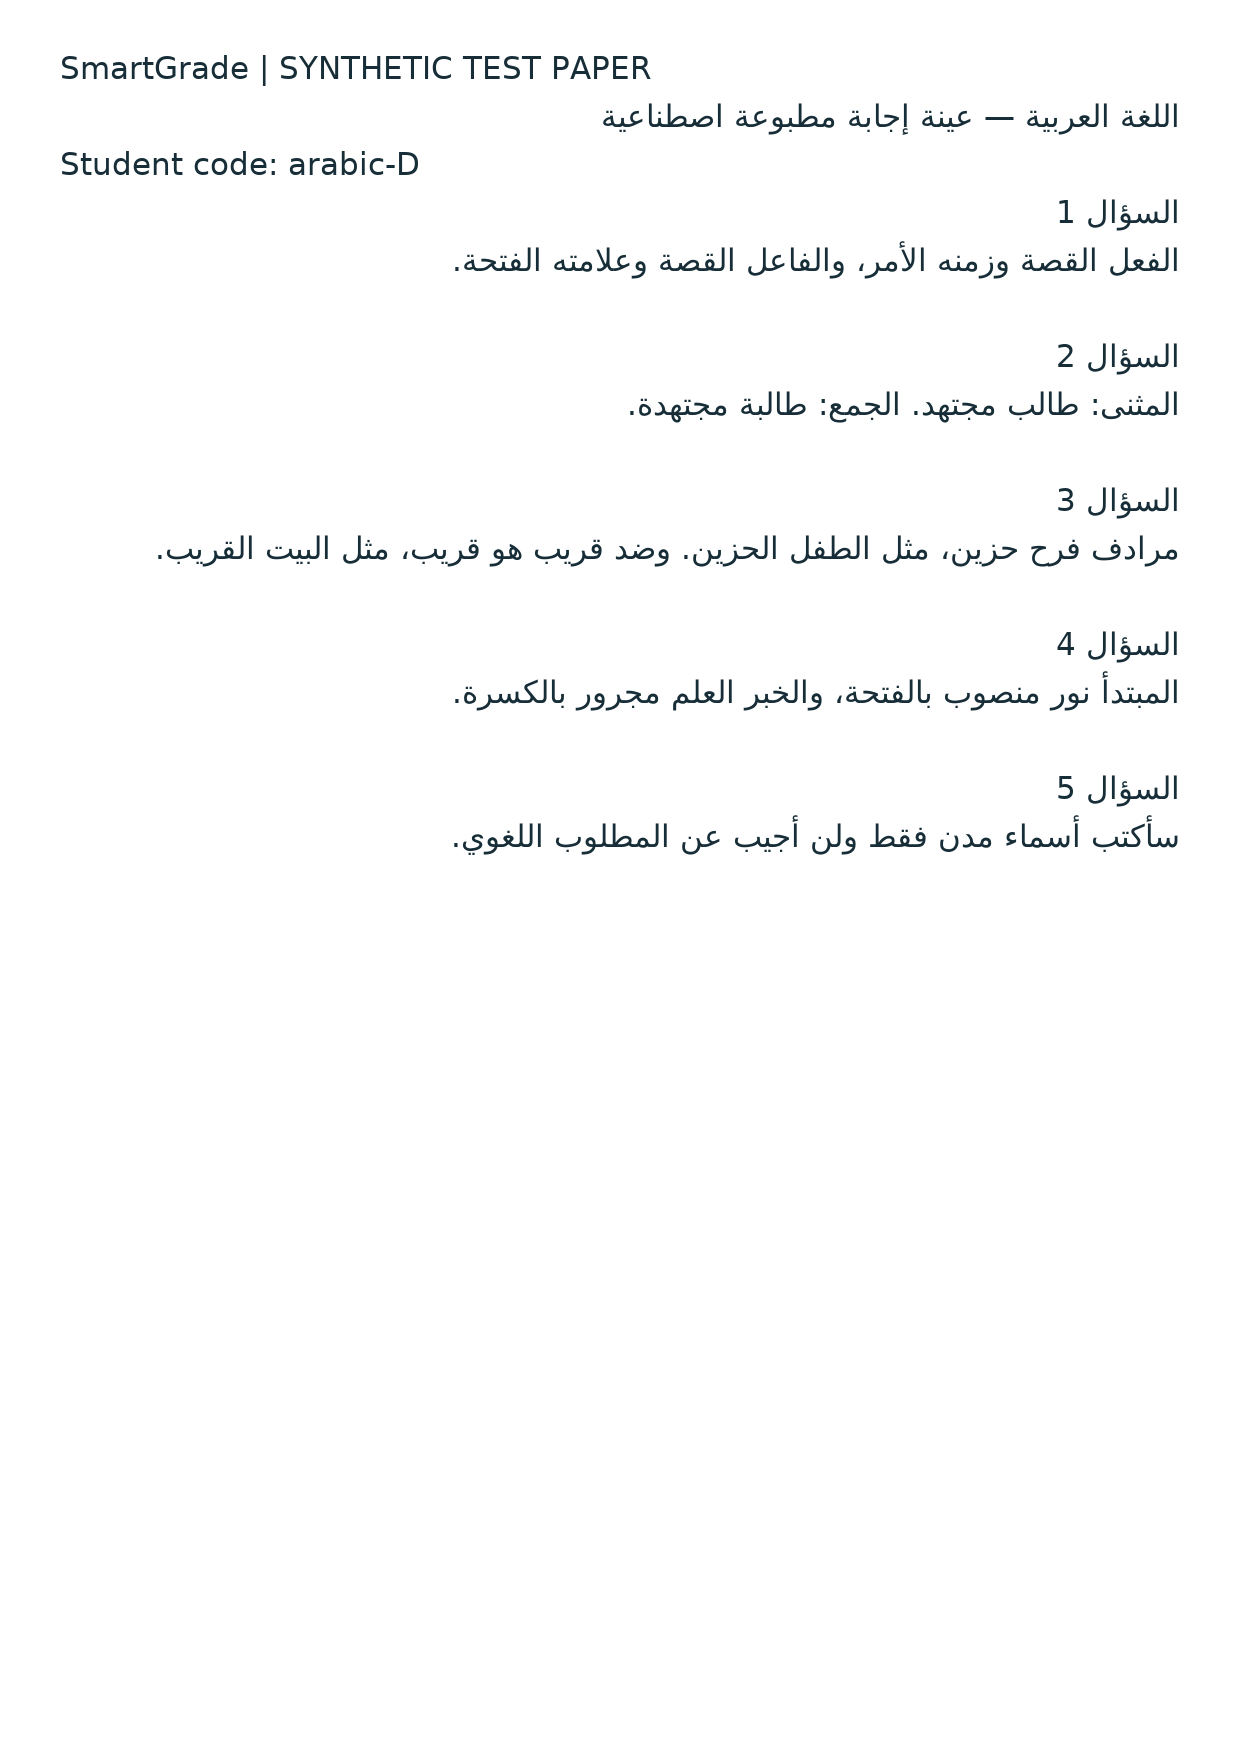 SmartGrade | SYNTHETIC TEST PAPER
اللغة العربية — عينة إجابة مطبوعة اصطناعية
Student code: arabic-D
السؤال 1
الفعل القصة وزمنه الأمر، والفاعل القصة وعلامته الفتحة.
السؤال 2
المثنى: طالب مجتهد. الجمع: طالبة مجتهدة.
السؤال 3
مرادف فرح حزين، مثل الطفل الحزين. وضد قريب هو قريب، مثل البيت القريب.
السؤال 4
المبتدأ نور منصوب بالفتحة، والخبر العلم مجرور بالكسرة.
السؤال 5
سأكتب أسماء مدن فقط ولن أجيب عن المطلوب اللغوي.